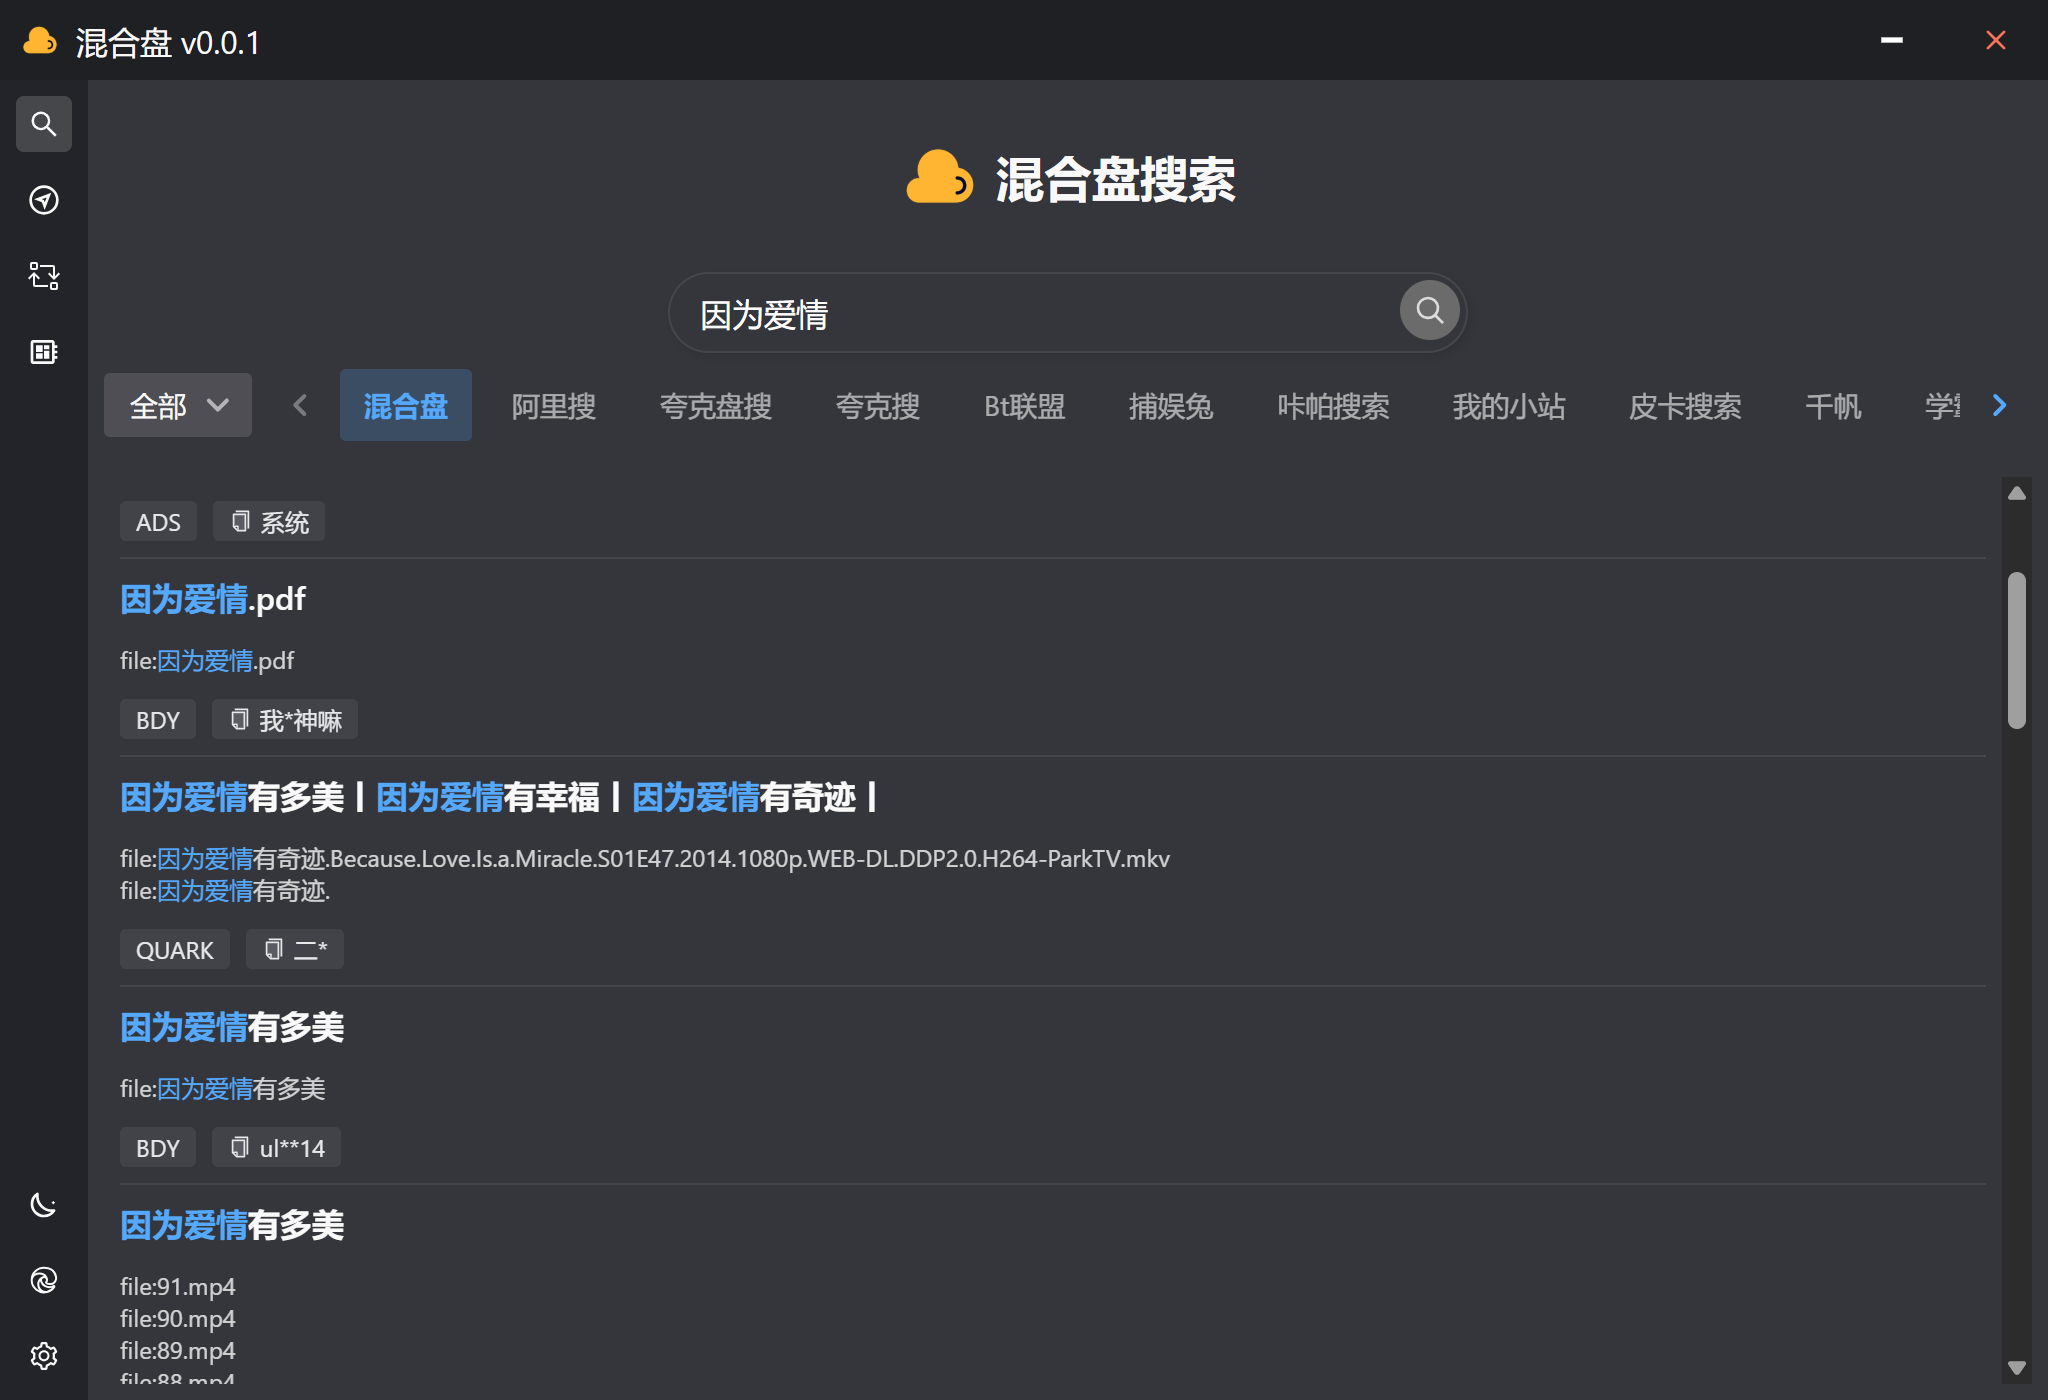 混合盘 v0.0.1
混合盘搜索
因为爱情
全部 混合盘 阿里搜 夸克盘搜 夸克搜 Bt联盟 捕娱兔 咔帕搜索 我的小站 皮卡搜索 千帆 学
ADS 系统
因为爱情.pdf
file:因为爱情.pdf
BDY 我*神嘛
因为爱情有多美丨因为爱情有幸福丨因为爱情有奇迹丨
file:因为爱情有奇迹.Because.Love.Is.a.Miracle.S01E47.2014.1080p.WEB-DL.DDP2.0.H264-ParkTV.mkv
file:因为爱情有奇迹.
QUARK 二*
因为爱情有多美
file:因为爱情有多美
BDY ul**14
因为爱情有多美
file:91.mp4
file:90.mp4
file:89.mp4
file:88.mp4